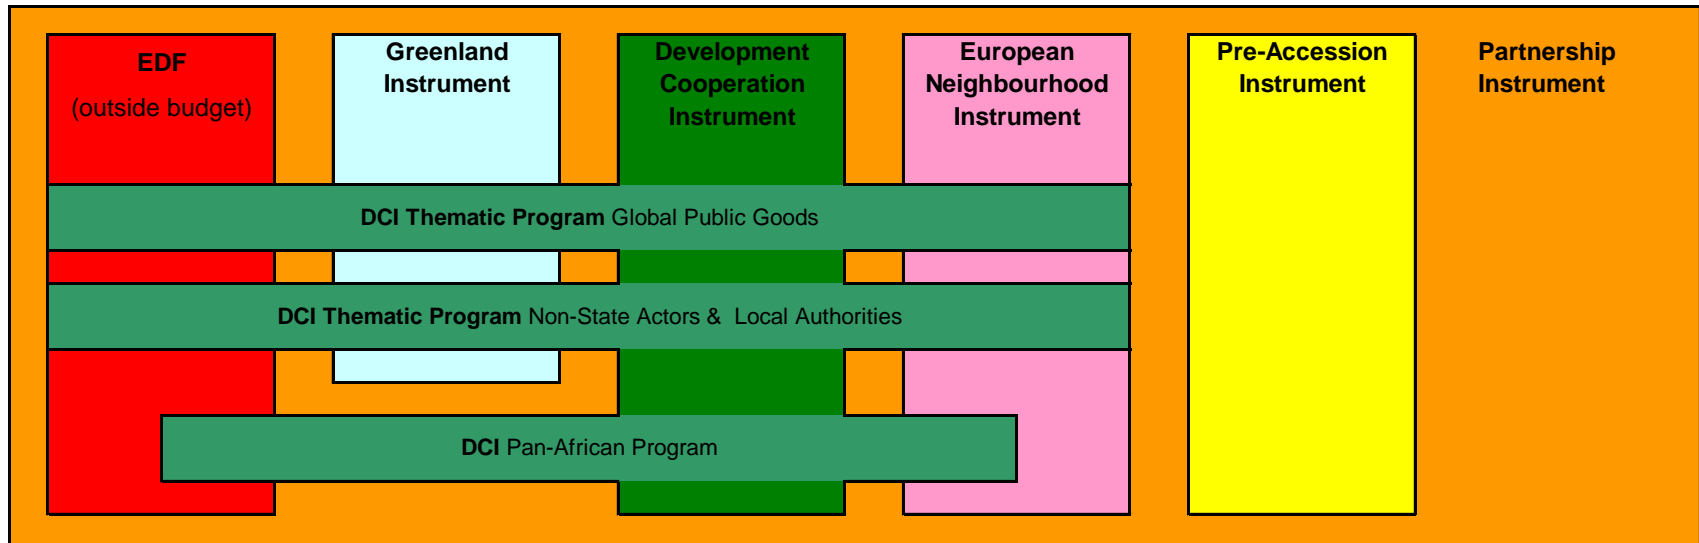 EDF
(outside budget)
Greenland
Instrument
Development
Cooperation
Instrument
European
Neighbourhood
Instrument
Pre-Accession
Instrument
Partnership
Instrument
DCI Thematic Program Global Public Goods
DCI Thematic Program Non-State Actors &  Local Authorities
DCI Pan-African Program